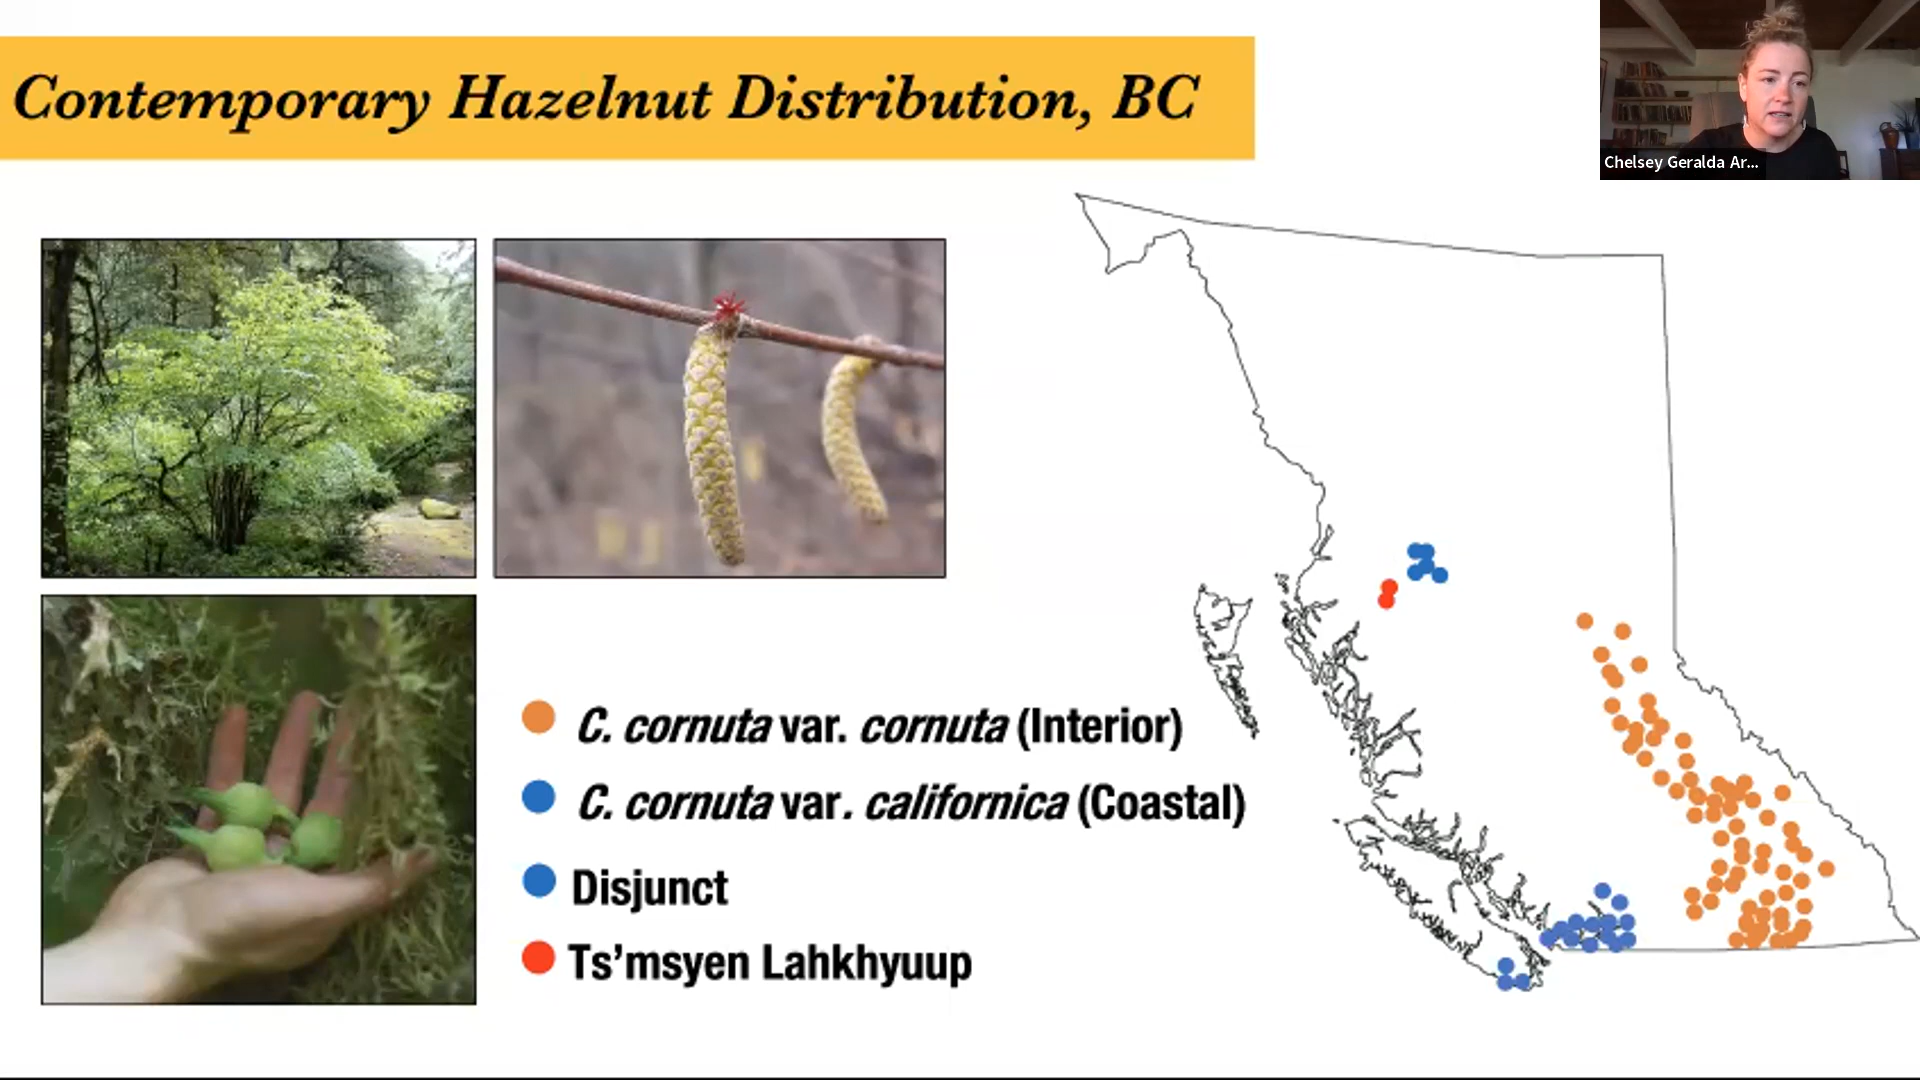 Contemporary Hazelnut Distribution, BC
Chelsey Geralda Ar...
C. cornuta var. cornuta (Interior)
C. cornuta var. californica (Coastal)
Disjunct
Ts’msyen Lahkhyuup